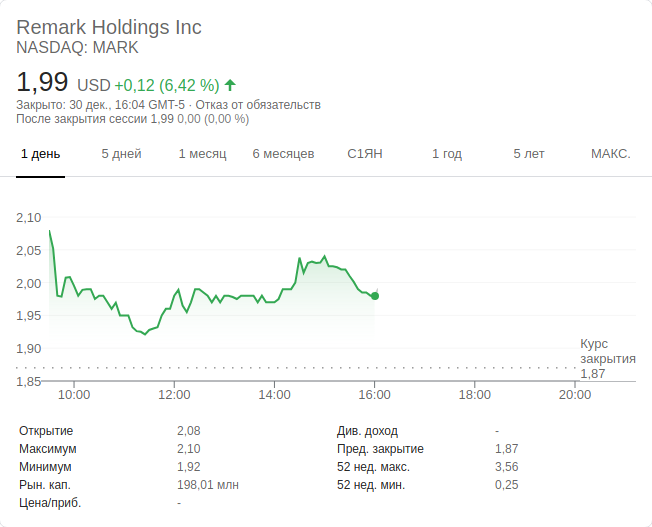 Remark Holdings Inc
NASDAQ: MARK
1,99 USD +0,12 (6,42 %)
Закрыто: 30 дек., 16:04 GMT-5 · Отказ от обязательств
После закрытия сессии 1,99 0,00 (0,00 %)
1 день 5 дней 1 месяц 6 месяцев С1ЯН 1 год 5 лет МАКС.
2,10
2,05
2,00
1,95
1,90
1,85
Курс
закрытия
1,87
10:00 12:00 14:00 16:00 18:00 20:00
Открытие 2,08 Див. доход -
Максимум 2,10 Пред. закрытие 1,87
Минимум 1,92 52 нед. макс. 3,56
Рын. кап. 198,01 млн 52 нед. мин. 0,25
Цена/приб. -